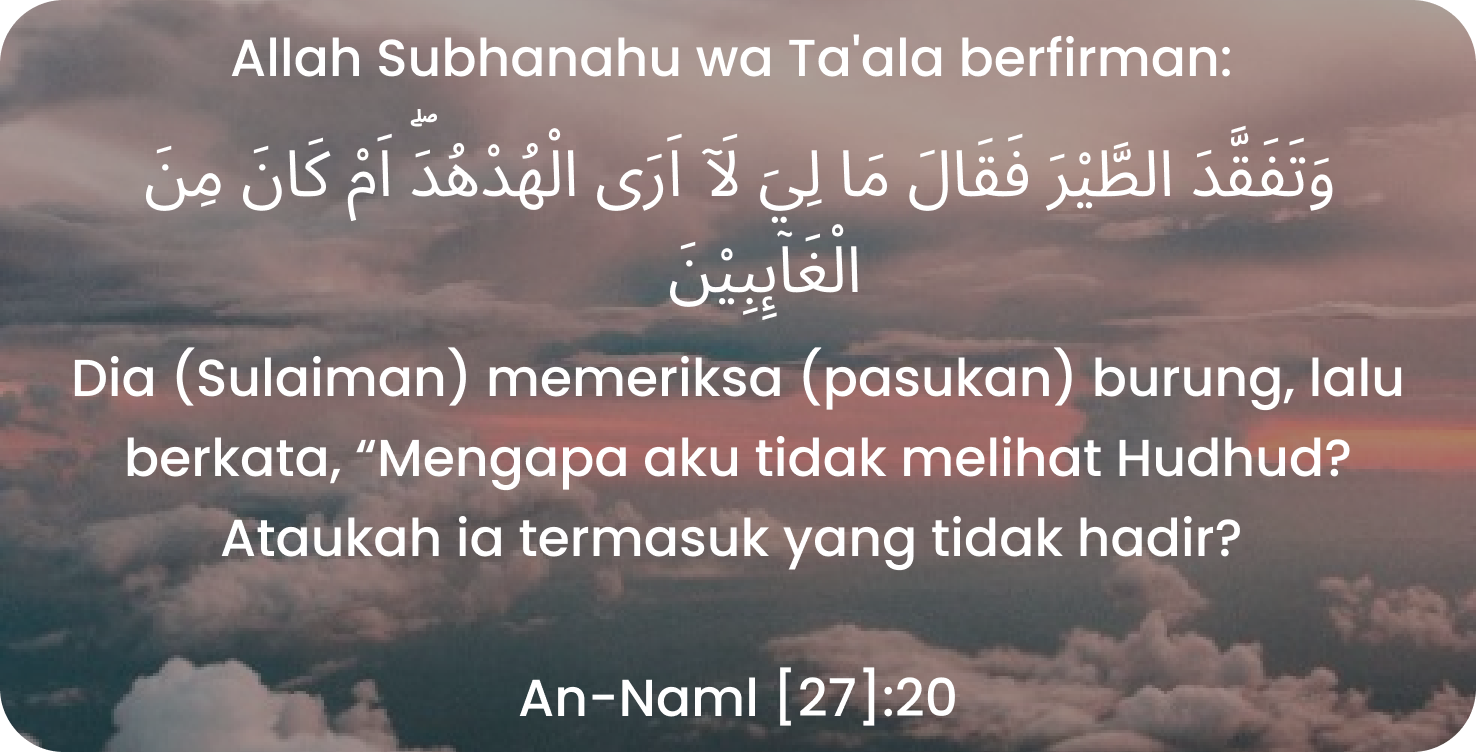 Allah Subhanahu wa Ta'ala berfirman:
وَتَفَقَّدَ الطَّيْرَ فَقَالَ مَا لِيَ لَآ اَرَى الْهُدْهُدَۖ اَمْ كَانَ مِنَ
الْغَاۤىِٕبِيْنَ
Dia (Sulaiman) memeriksa (pasukan) burung, lalu
berkata, “Mengapa aku tidak melihat Hudhud?
Ataukah ia termasuk yang tidak hadir?
An-Naml [27]:20